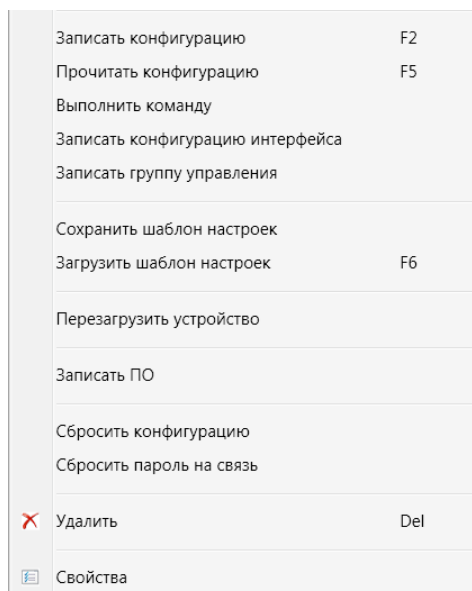 Записать конфигурацию F2
Прочитать конфигурацию F5
Выполнить команду
Записать конфигурацию интерфейса
Записать группу управления
Сохранить шаблон настроек
Загрузить шаблон настроек F6
Перезагрузить устройство
Записать ПО
Сбросить конфигурацию
Сбросить пароль на связь
Удалить Del
Свойства